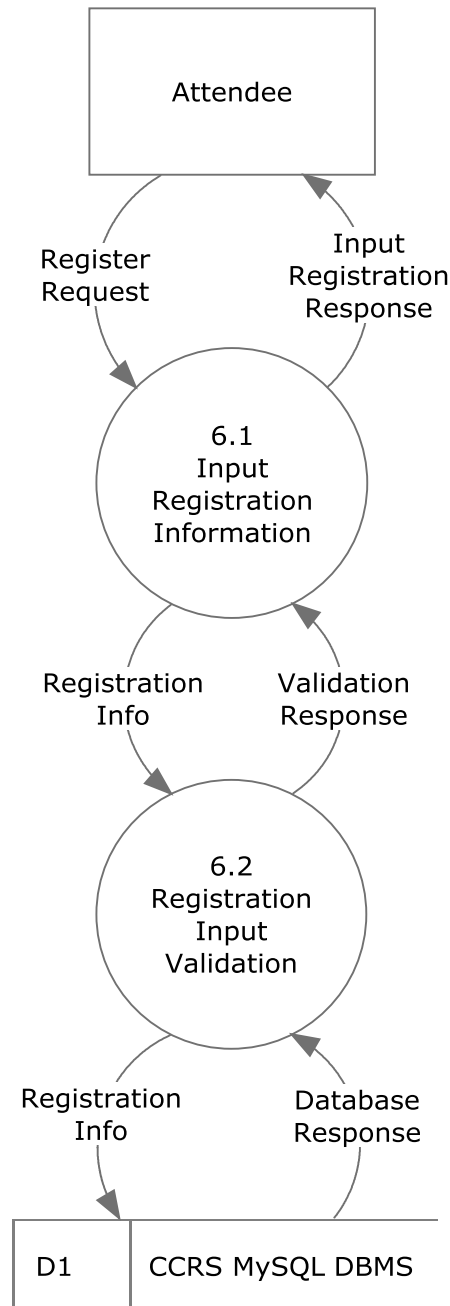 Attendee
Register
Request
Input
Registration
Response
6.1
Input
Registration
Information
Registration
Info
Validation
Response
6.2
Registration
Input
Validation
Registration
Info
Database
Response
D1
CCRS MySQL DBMS